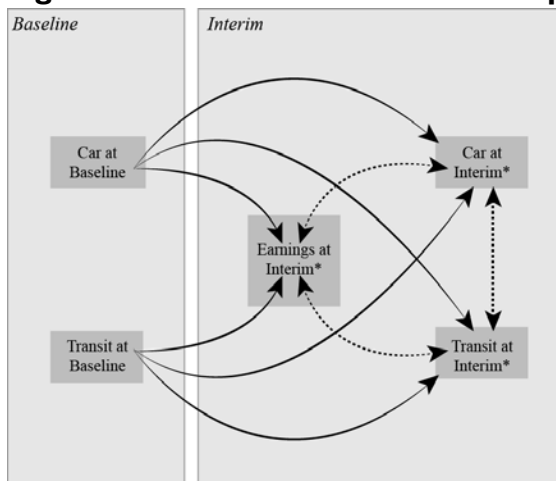 Baseline
Interim
Car at
Baseline
Car at
Interim*
Earnings at
Interim*
Transit at
Baseline
Transit at
Interim*